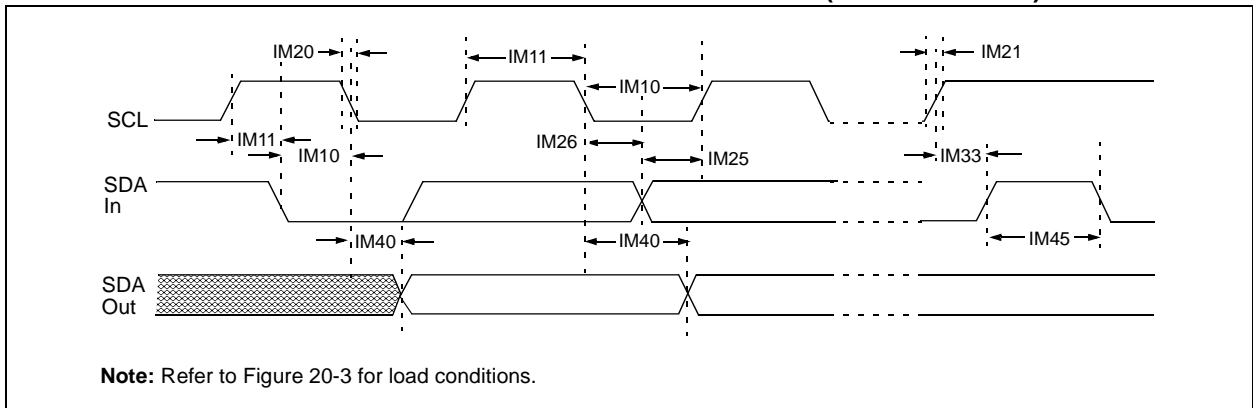 IM20
IM11
IM21
IM10
SCL
IM11
IM26
IM10
IM25
IM33
SDA
In
IM40
IM40
IM45
SDA
Out
Note: Refer to Figure 20-3 for load conditions.